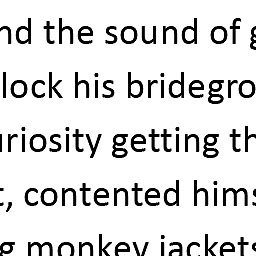 nd the sound of g
lock his bridegro
uriosity getting th
t, contented hims
g monkey jackets